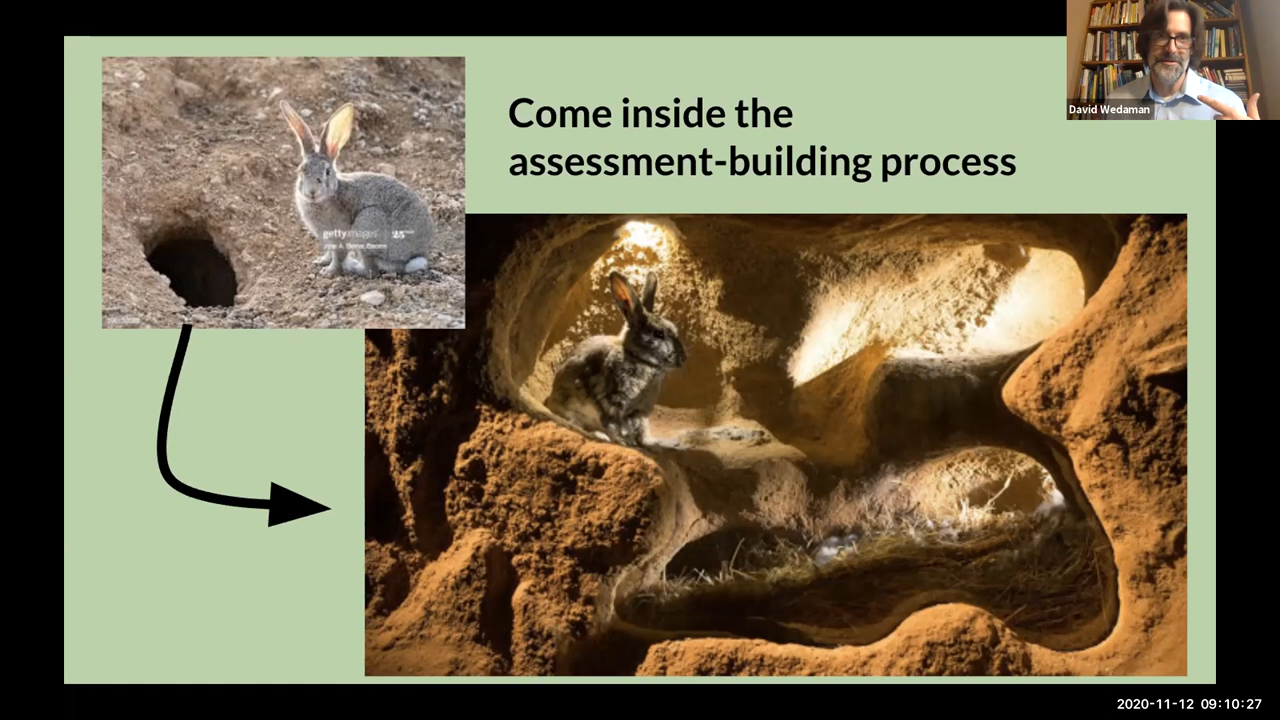 Come inside the
assessment-building process
David Wedaman
gettyimages
2020-11-12 09:10:27